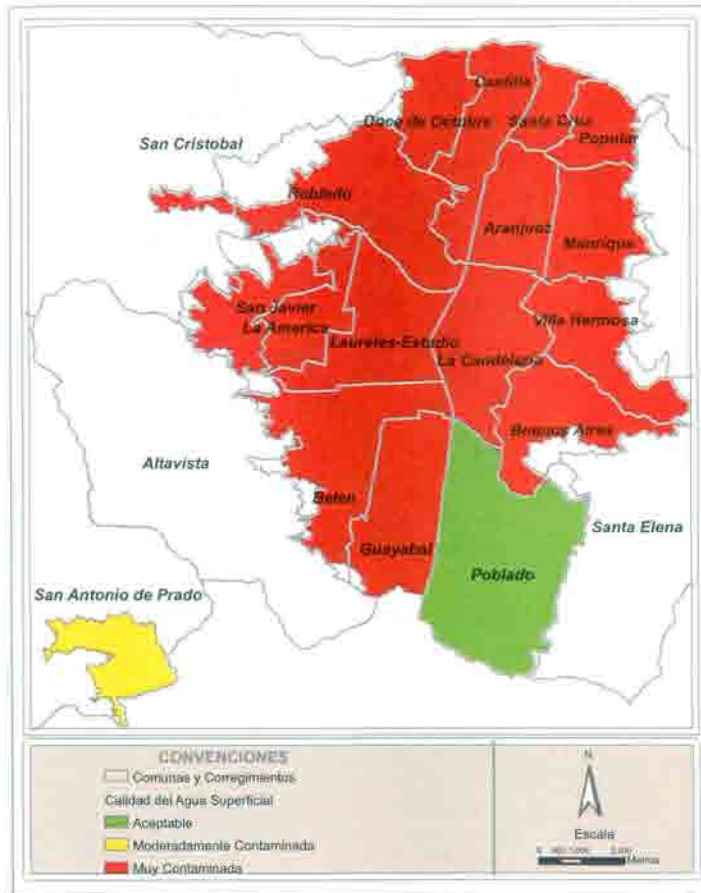 Castilla
Doce de Octubre
Santa Cruz
Popular
San Cristobal
Robledo
Aranjuez
Manrique
San Javier
La America
Villa Hermosa
Laureles-Estadio
La Candelaria
Buenos Aires
Altavista
Belen
Santa Elena
Guayabal
Poblado
San Antonio de Prado
CONVENCIONES
Comunas y Corregimientos
Calidad del Agua Superficial
Aceptable
Moderadamente Contaminada
Muy Contaminada
N
Escala
0
Metros